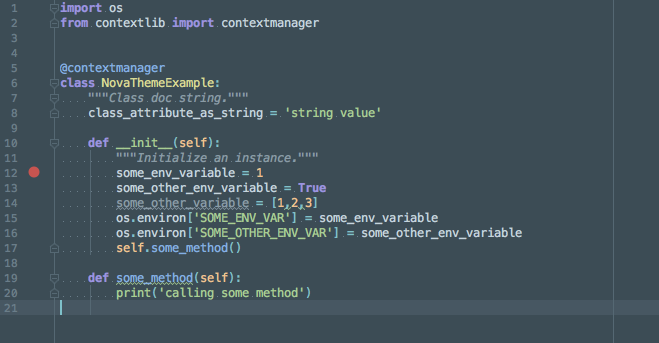 1 import os
2 from contextlib import contextmanager
3
4
5 @contextmanager
6 class NovaThemeExample:
7     """Class doc string."""
8     class_attribute_as_string = 'string value'
9
10     def __init__(self):
11         """Initialize an instance."""
12         some_env_variable = 1
13         some_other_env_variable = True
14         some_other_variable = [1,2,3]
15         os.environ['SOME_ENV_VAR'] = some_env_variable
16         os.environ['SOME_OTHER_ENV_VAR'] = some_other_env_variable
17         self.some_method()
18
19     def some_method(self):
20         print('calling some method')
21